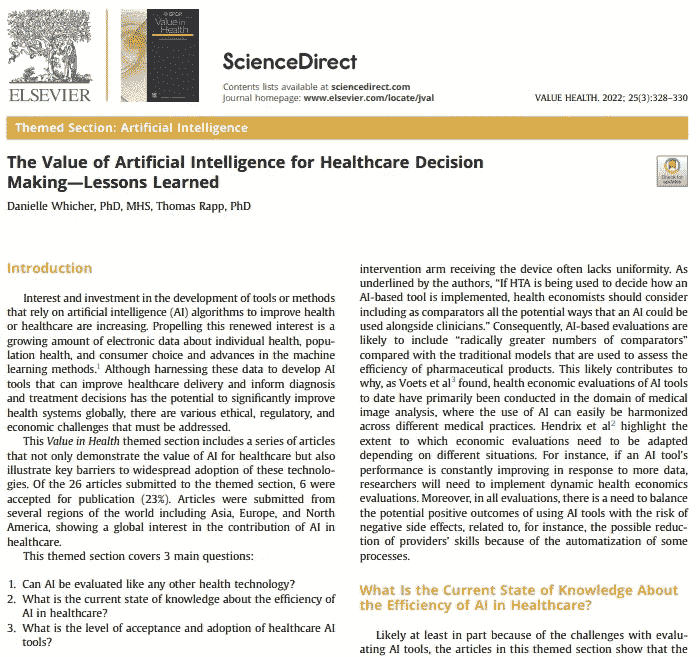 ELSEVIER
Value in
Health
ScienceDirect
Contents lists available at sciencedirect.com
Journal homepage: www.elsevier.com/locate/jval
VALUE HEALTH. 2022; 25(3):328–330
Themed Section: Artificial Intelligence
The Value of Artificial Intelligence for Healthcare Decision
Making—Lessons Learned
Check for
updates
Danielle Whicher, PhD, MHS, Thomas Rapp, PhD
Introduction
Interest and investment in the development of tools or methods
that rely on artificial intelligence (AI) algorithms to improve health
or healthcare are increasing. Propelling this renewed interest is a
growing amount of electronic data about individual health, popu-
lation health, and consumer choice and advances in the machine
learning methods.1 Although harnessing these data to develop AI
tools that can improve healthcare delivery and inform diagnosis
and treatment decisions has the potential to significantly improve
health systems globally, there are various ethical, regulatory, and
economic challenges that must be addressed.
This Value in Health themed section includes a series of articles
that not only demonstrate the value of AI for healthcare but also
illustrate key barriers to widespread adoption of these technolo-
gies. Of the 26 articles submitted to the themed section, 6 were
accepted for publication (23%). Articles were submitted from
several regions of the world including Asia, Europe, and North
America, showing a global interest in the contribution of AI in
healthcare.
This themed section covers 3 main questions:
1. Can AI be evaluated like any other health technology?
2. What is the current state of knowledge about the efficiency of
AI in healthcare?
3. What is the level of acceptance and adoption of healthcare AI
tools?
intervention arm receiving the device often lacks uniformity. As
underlined by the authors, “If HTA is being used to decide how an
AI-based tool is implemented, health economists should consider
including as comparators all the potential ways that an AI could be
used alongside clinicians.” Consequently, AI-based evaluations are
likely to include “radically greater numbers of comparators”
compared with the traditional models that are used to assess the
efficiency of pharmaceutical products. This likely contributes to
why, as Voets et al3 found, health economic evaluations of AI tools
to date have primarily been conducted in the domain of medical
image analysis, where the use of AI can easily be harmonized
across different medical practices. Hendrix et al2 highlight the
extent to which economic evaluations need to be adapted
depending on different situations. For instance, if an AI tool’s
performance is constantly improving in response to more data,
researchers will need to implement dynamic health economics
evaluations. Moreover, in all evaluations, there is a need to balance
the potential positive outcomes of using AI tools with the risk of
negative side effects, related to, for instance, the possible reduc-
tion of providers’ skills because of the automatization of some
processes.
What Is the Current State of Knowledge About
the Efficiency of AI in Healthcare?
Likely at least in part because of the challenges with evalu-
ating AI tools, the articles in this themed section show that the